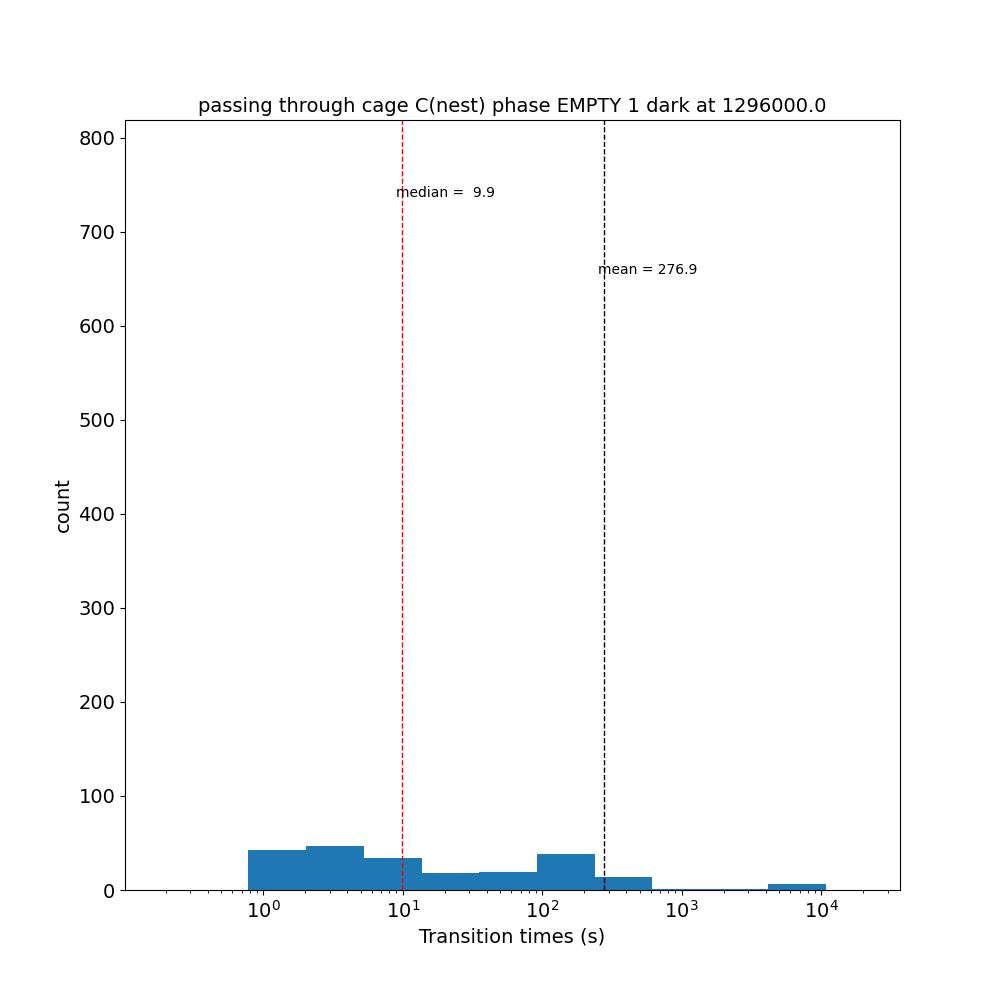 passing through cage C(nest) phase EMPTY 1 dark at 1296000.0
800
700
600
500
400
300
200
100
0
count
median =  9.9
mean = 276.9
10^0
10^1
10^2
10^3
10^4
Transition times (s)